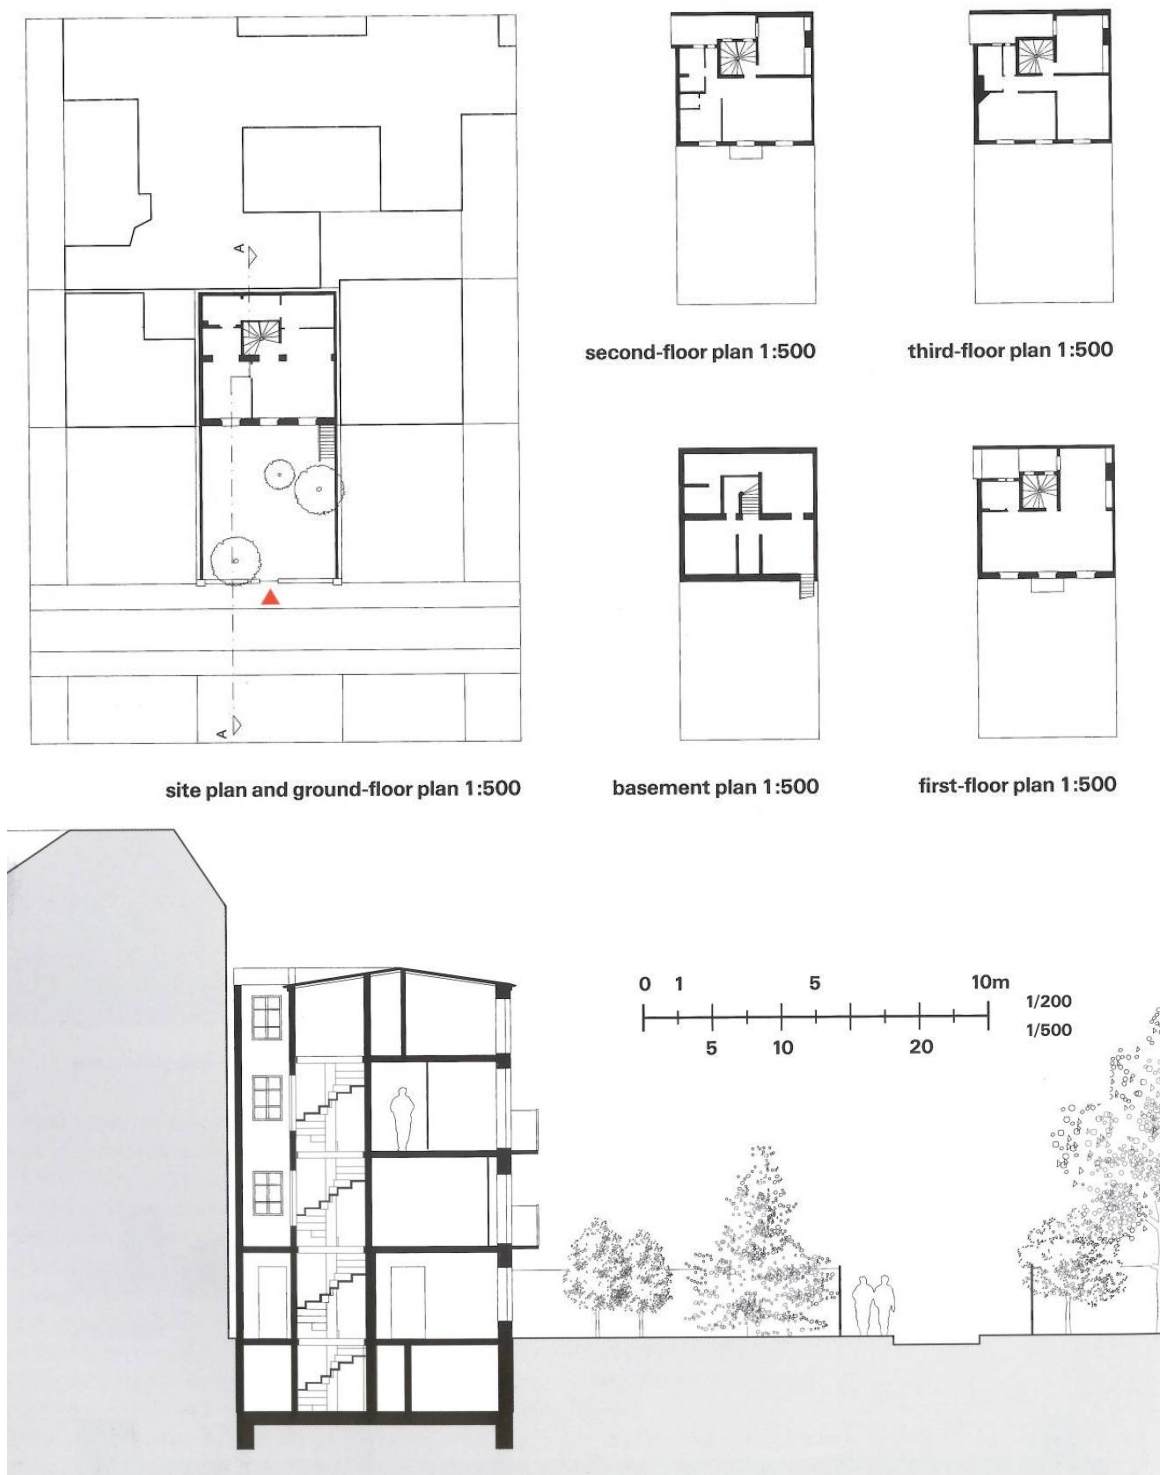 A
A
second-floor plan 1:500
third-floor plan 1:500
site plan and ground-floor plan 1:500
basement plan 1:500
first-floor plan 1:500
0 1 5 10m
1/200
1/500
5 10 20